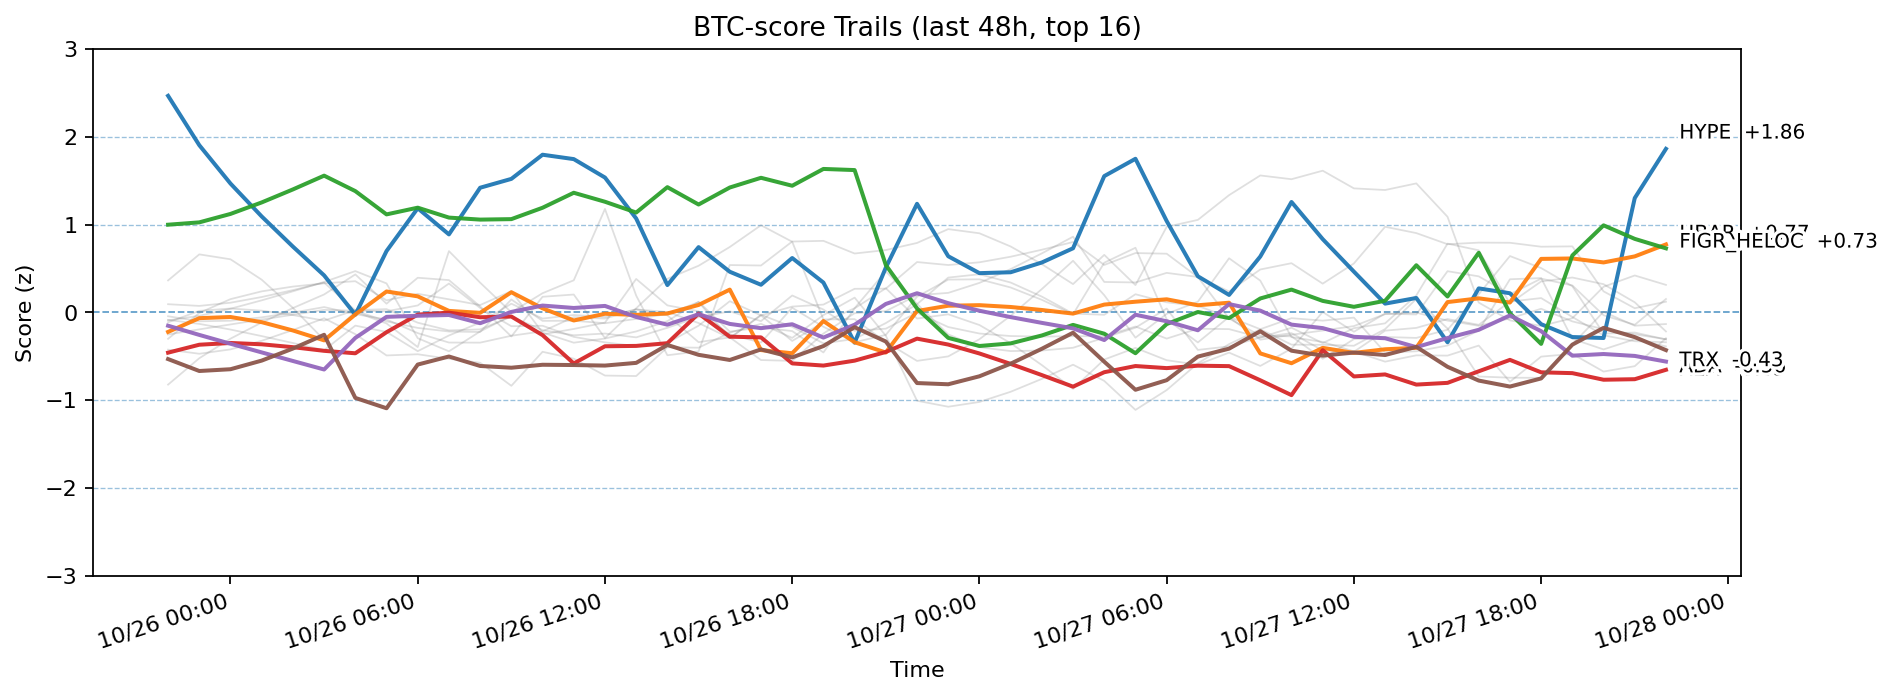 BTC-score Trails (last 48h, top 16)
Score (z)
3
2
1
0
−1
−2
−3
HYPE +1.86
FIGR_HELOC +0.73
TRX -0.43
10/26 00:00
10/26 06:00
10/26 12:00
10/26 18:00
10/27 00:00
10/27 06:00
10/27 12:00
10/27 18:00
10/28 00:00
Time